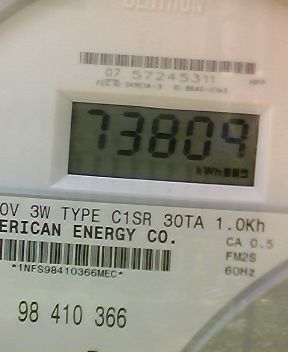 CENTRON
07 57245311
73809
kWh
0V 3W TYPE C1SR 30TA 1.0Kh
ERICAN ENERGY CO.
CA 0.5
FM2S
60Hz
*1NFS98410366MEC*
98 410 366